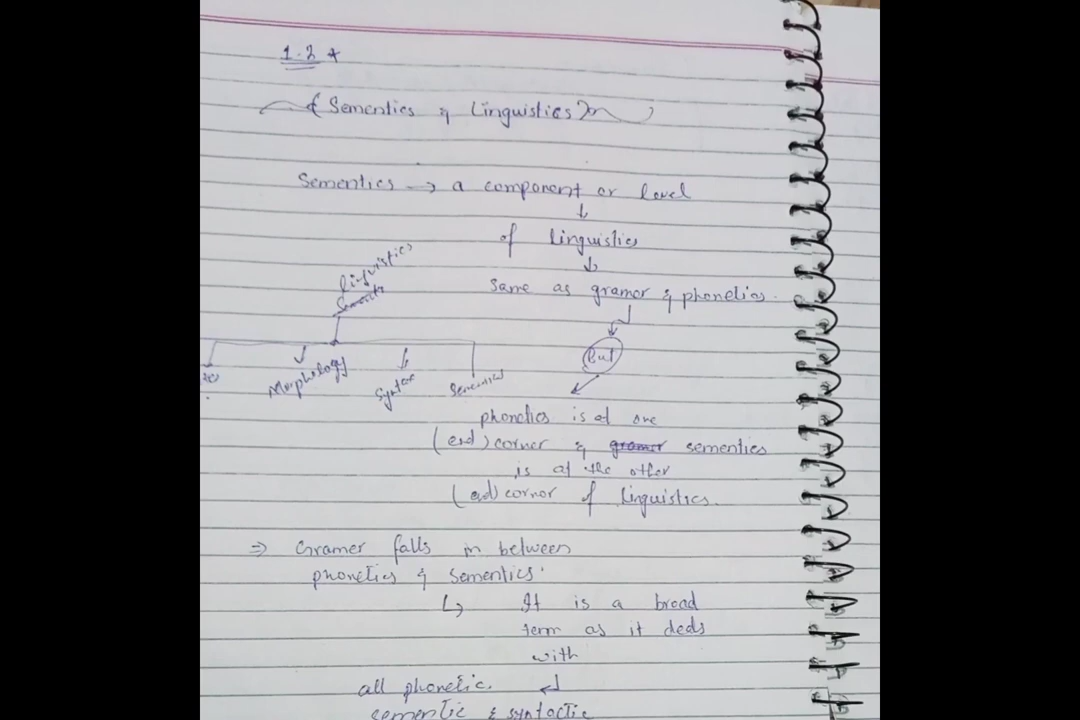 1.2 *
{ Sementics & Linguistics }
Sementics → a component or level
↓
of linguistics
↓
same as gramer & phonetics.
But
linguistics
Morphology
Syntax
Sementics
phonetics is at one
(end) corner & gramer sementics
is at the other
(end) cornor of linguistics.
⇒ Gramer falls in between
phonetics & sementics.
↳ It is a broad
term as it deals
with
all phonetic,
sementic & syntactic